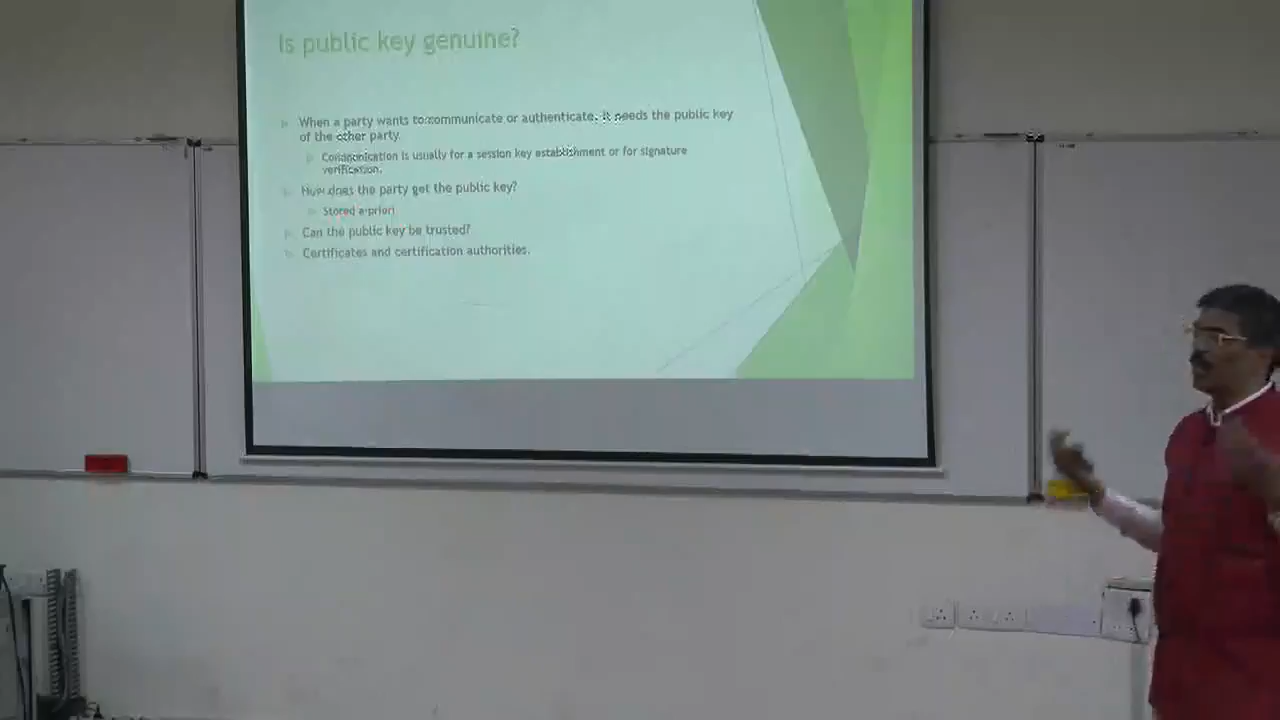 Is public key genuine?
When a party wants to communicate or authenticate, it needs the public key
of the other party.
Communication is usually for a session key establishment or for signature
verification.
How does the party get the public key?
Stored a-priori
Can the public key be trusted?
Certificates and certification authorities.